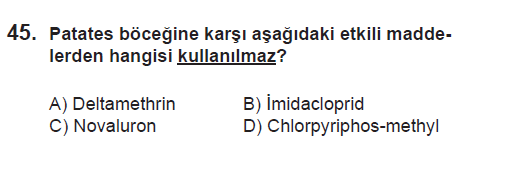 45. Patates böceğine karşı aşağıdaki etkili madde-
lerden hangisi kullanılmaz?
A) Deltamethrin B) İmidacloprid
C) Novaluron D) Chlorpyriphos-methyl